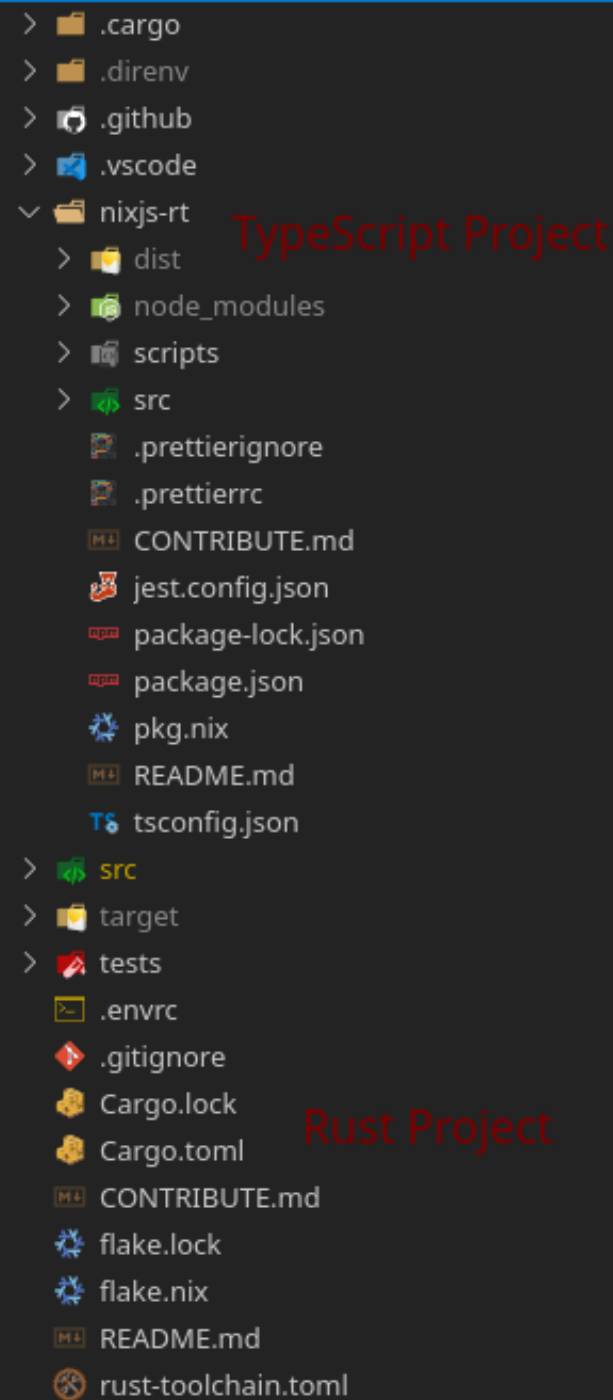 .cargo
.direnv
.github
.vscode
nixjs-rt
TypeScript Project
dist
node_modules
scripts
src
.prettierignore
.prettierrc
CONTRIBUTE.md
jest.config.json
package-lock.json
package.json
pkg.nix
README.md
TS tsconfig.json
src
target
tests
.envrc
.gitignore
Cargo.lock
Rust Project
Cargo.toml
CONTRIBUTE.md
flake.lock
flake.nix
README.md
rust-toolchain.toml